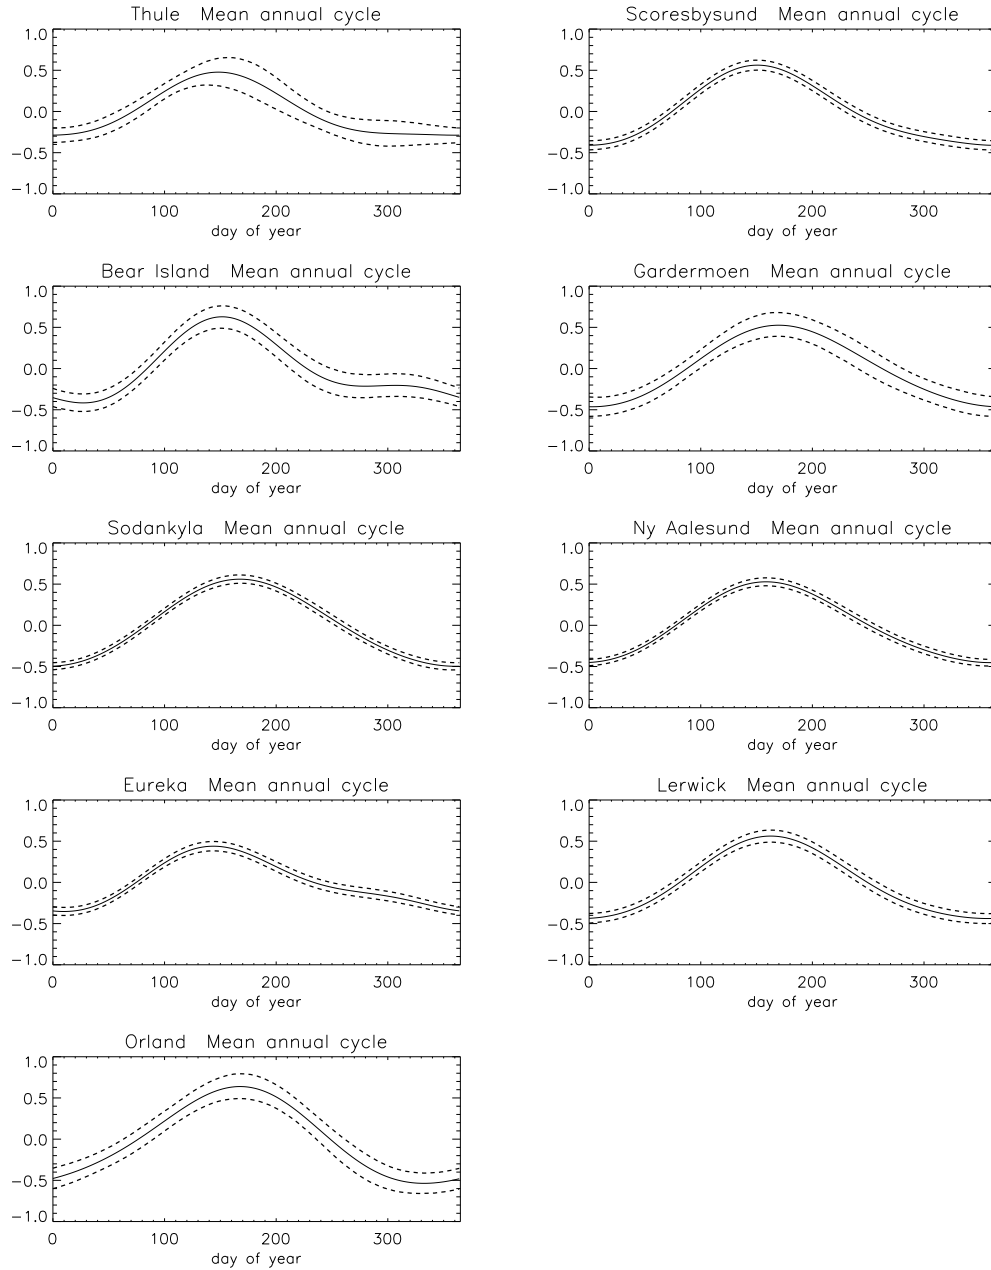 Thule Mean annual cycle
1.0
0.5
0.0
−0.5
−1.0
0 100 200 300
day of year
Scoresbysund Mean annual cycle
1.0
0.5
0.0
−0.5
−1.0
0 100 200 300
day of year
Bear Island Mean annual cycle
1.0
0.5
0.0
−0.5
−1.0
0 100 200 300
day of year
Gardermoen Mean annual cycle
1.0
0.5
0.0
−0.5
−1.0
0 100 200 300
day of year
Sodankyla Mean annual cycle
1.0
0.5
0.0
−0.5
−1.0
0 100 200 300
day of year
Ny Aalesund Mean annual cycle
1.0
0.5
0.0
−0.5
−1.0
0 100 200 300
day of year
Eureka Mean annual cycle
1.0
0.5
0.0
−0.5
−1.0
0 100 200 300
day of year
Lerwick Mean annual cycle
1.0
0.5
0.0
−0.5
−1.0
0 100 200 300
day of year
Orland Mean annual cycle
1.0
0.5
0.0
−0.5
−1.0
0 100 200 300
day of year